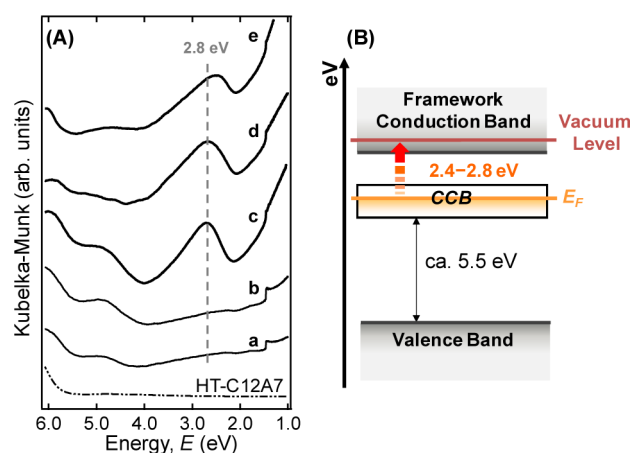 (A)
2.8 eV
e
d
c
b
a
HT-C12A7
Kubelka-Munk (arb. units)
6.0 5.0 4.0 3.0 2.0 1.0
Energy, E (eV)
(B)
eV
Framework
Conduction Band
Vacuum
Level
2.4−2.8 eV
CCB
E_F
ca. 5.5 eV
Valence Band